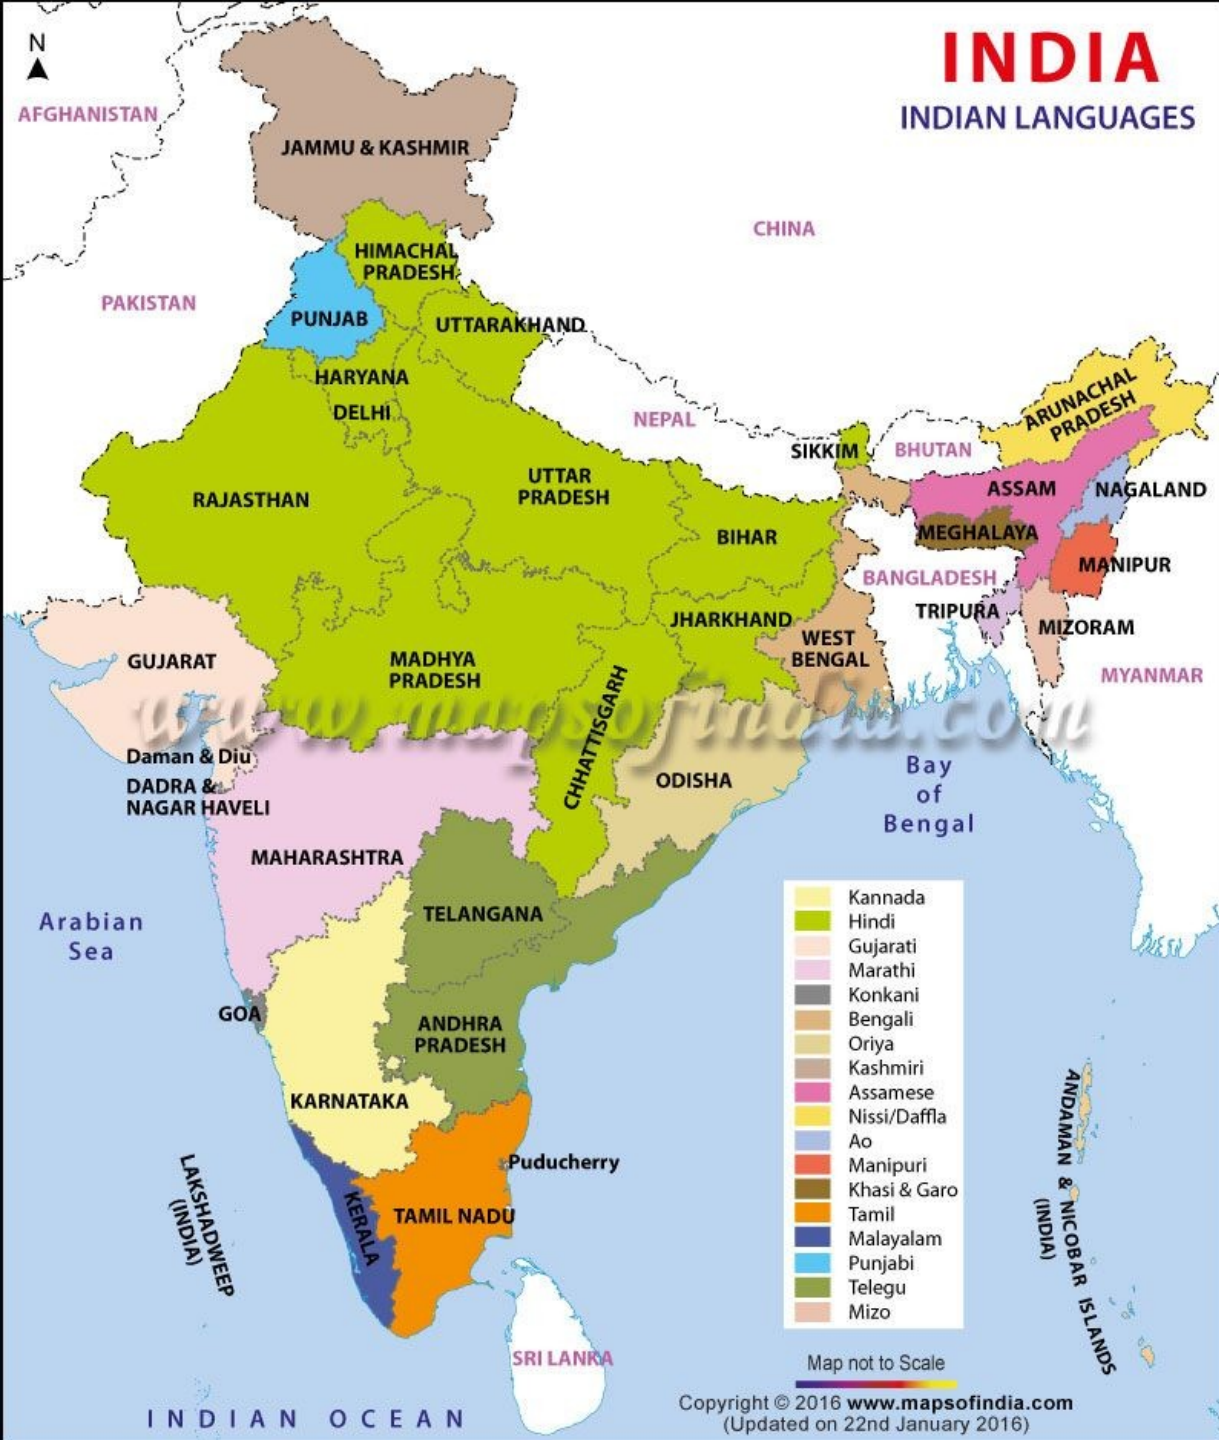 N
INDIA
INDIAN LANGUAGES
AFGHANISTAN
JAMMU & KASHMIR
CHINA
HIMACHAL
PRADESH
PAKISTAN
PUNJAB
UTTARAKHAND
HARYANA
DELHI
NEPAL
SIKKIM
BHUTAN
ARUNACHAL
PRADESH
RAJASTHAN
UTTAR
PRADESH
ASSAM
NAGALAND
BIHAR
MEGHALAYA
MANIPUR
BANGLADESH
TRIPURA
JHARKHAND
MIZORAM
WEST
BENGAL
GUJARAT
MADHYA
PRADESH
MYANMAR
CHHATTISGARH
www.mapsofindia.com
Daman & Diu
DADRA &
NAGAR HAVELI
ODISHA
Bay
of
Bengal
MAHARASHTRA
TELANGANA
Arabian
Sea
GOA
ANDHRA
PRADESH
KARNATAKA
Puducherry
LAKSHADWEEP
(INDIA)
KERALA
TAMIL NADU
ANDAMAN & NICOBAR ISLANDS
(INDIA)
Kannada
Hindi
Gujarati
Marathi
Konkani
Bengali
Oriya
Kashmiri
Assamese
Nissi/Daffla
Ao
Manipuri
Khasi & Garo
Tamil
Malayalam
Punjabi
Telegu
Mizo
SRI LANKA
Map not to Scale
INDIAN OCEAN
Copyright © 2016 www.mapsofindia.com
(Updated on 22nd January 2016)